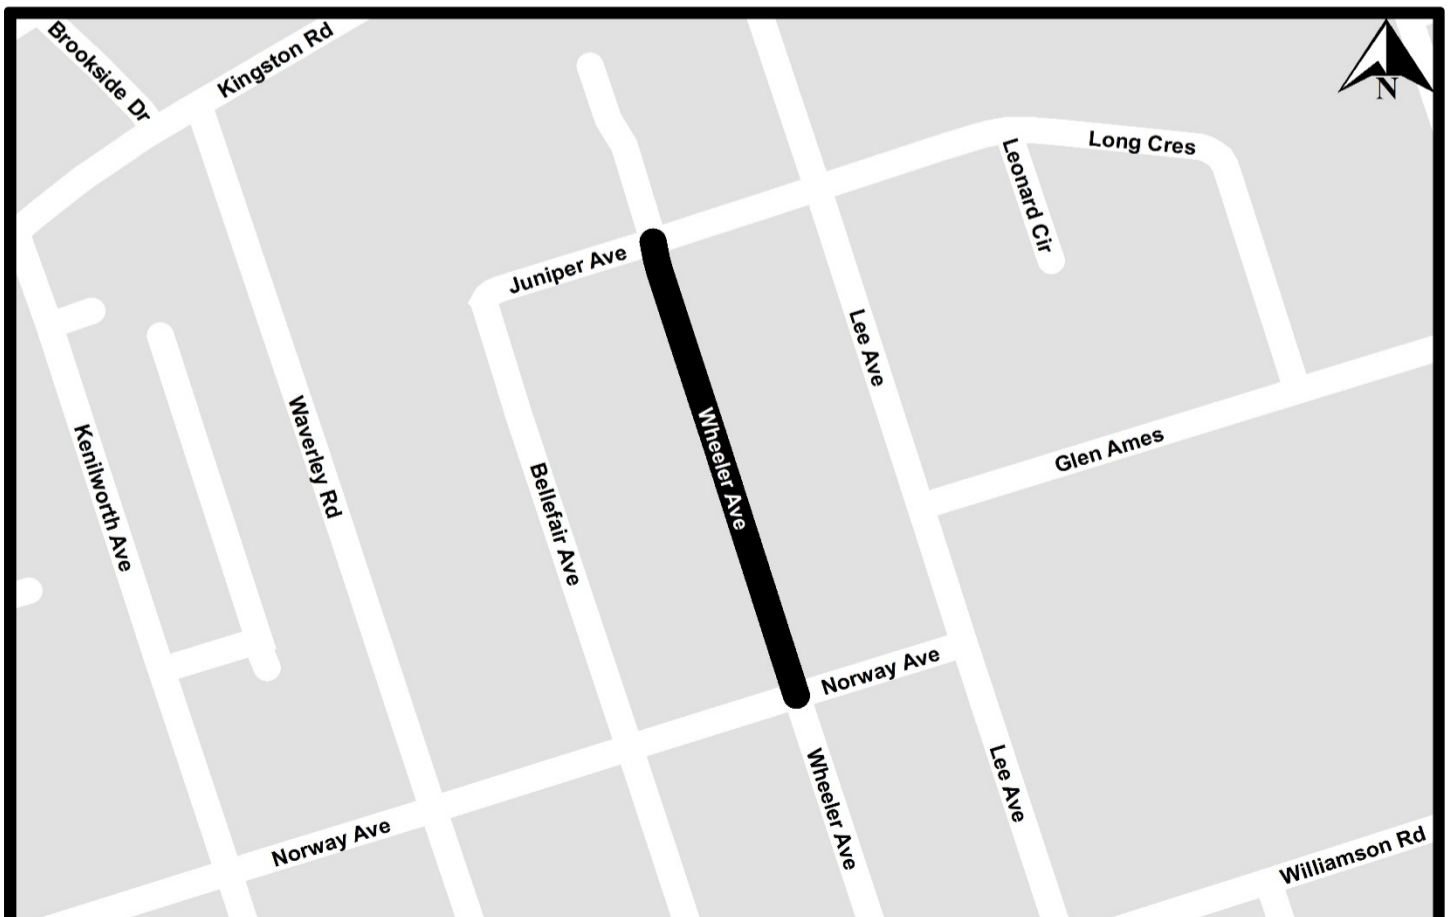 Brookside Dr
Kingston Rd
N
Long Cres
Leonard Cir
Juniper Ave
Lee Ave
Waverley Rd
Kenilworth Ave
Wheeler Ave
Glen Ames
Bellefair Ave
Norway Ave
Lee Ave
Wheeler Ave
Norway Ave
Williamson Rd